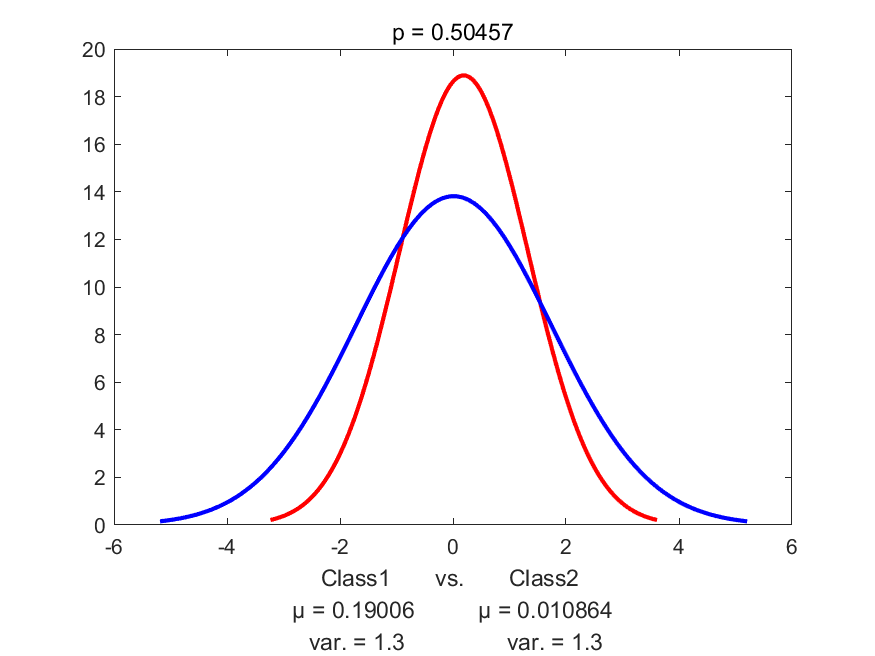 p = 0.50457
20
18
16
14
12
10
8
6
4
2
0
-6 -4 -2 0 2 4 6
Class1 vs. Class2
μ = 0.19006 μ = 0.010864
var. = 1.3 var. = 1.3